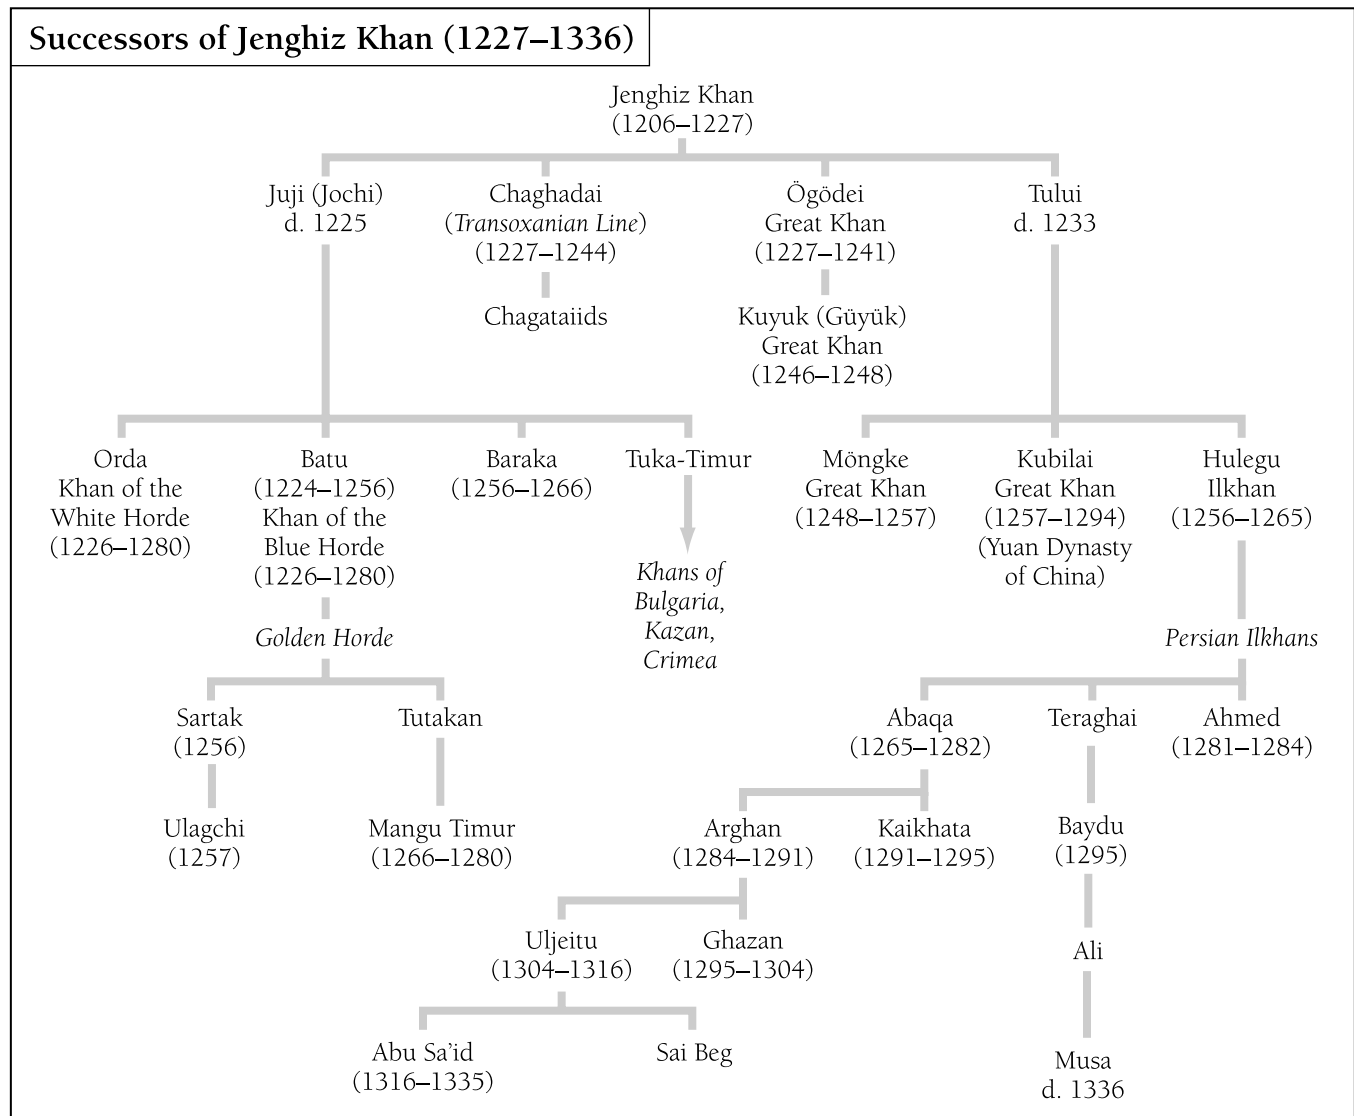 Successors of Jenghiz Khan (1227–1336)
Jenghiz Khan
(1206–1227)
Juji (Jochi)
d. 1225
Chaghadai
(Transoxanian Line)
(1227–1244)
Chagataiids
Ögödei
Great Khan
(1227–1241)
Kuyuk (Güyük)
Great Khan
(1246–1248)
Tului
d. 1233
Orda
Khan of the
White Horde
(1226–1280)
Batu
(1224–1256)
Khan of the
Blue Horde
(1226–1280)
Golden Horde
Baraka
(1256–1266)
Tuka-Timur
Khans of
Bulgaria,
Kazan,
Crimea
Möngke
Great Khan
(1248–1257)
Kubilai
Great Khan
(1257–1294)
(Yuan Dynasty
of China)
Hulegu
Ilkhan
(1256–1265)
Persian Ilkhans
Sartak
(1256)
Tutakan
Ulagchi
(1257)
Mangu Timur
(1266–1280)
Abaqa
(1265–1282)
Teraghai
Ahmed
(1281–1284)
Arghan
(1284–1291)
Kaikhata
(1291–1295)
Baydu
(1295)
Uljeitu
(1304–1316)
Ghazan
(1295–1304)
Ali
Abu Sa’id
(1316–1335)
Sai Beg
Musa
d. 1336